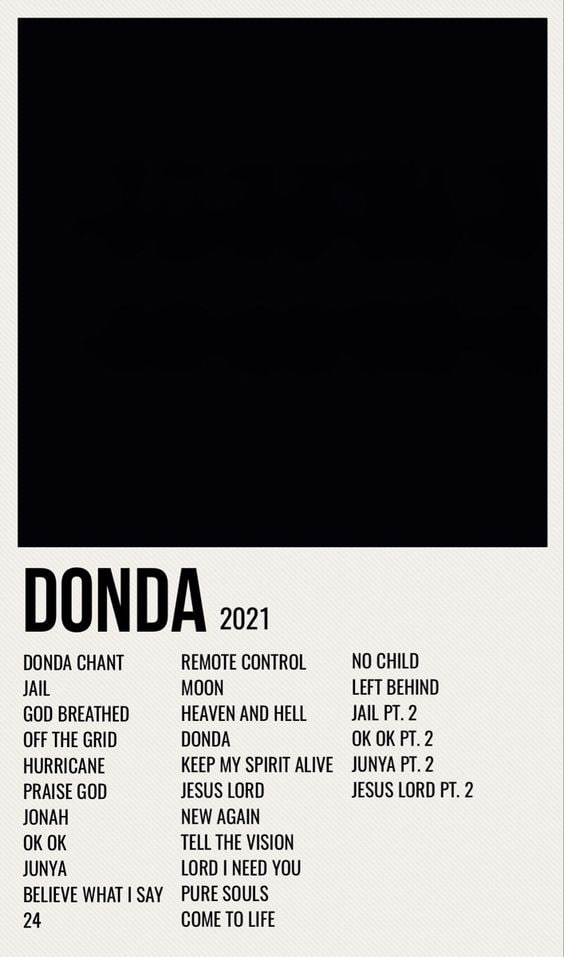 DONDA 2021
DONDA CHANT
JAIL
GOD BREATHED
OFF THE GRID
HURRICANE
PRAISE GOD
JONAH
OK OK
JUNYA
BELIEVE WHAT I SAY
24
REMOTE CONTROL
MOON
HEAVEN AND HELL
DONDA
KEEP MY SPIRIT ALIVE
JESUS LORD
NEW AGAIN
TELL THE VISION
LORD I NEED YOU
PURE SOULS
COME TO LIFE
NO CHILD
LEFT BEHIND
JAIL PT. 2
OK OK PT. 2
JUNYA PT. 2
JESUS LORD PT. 2